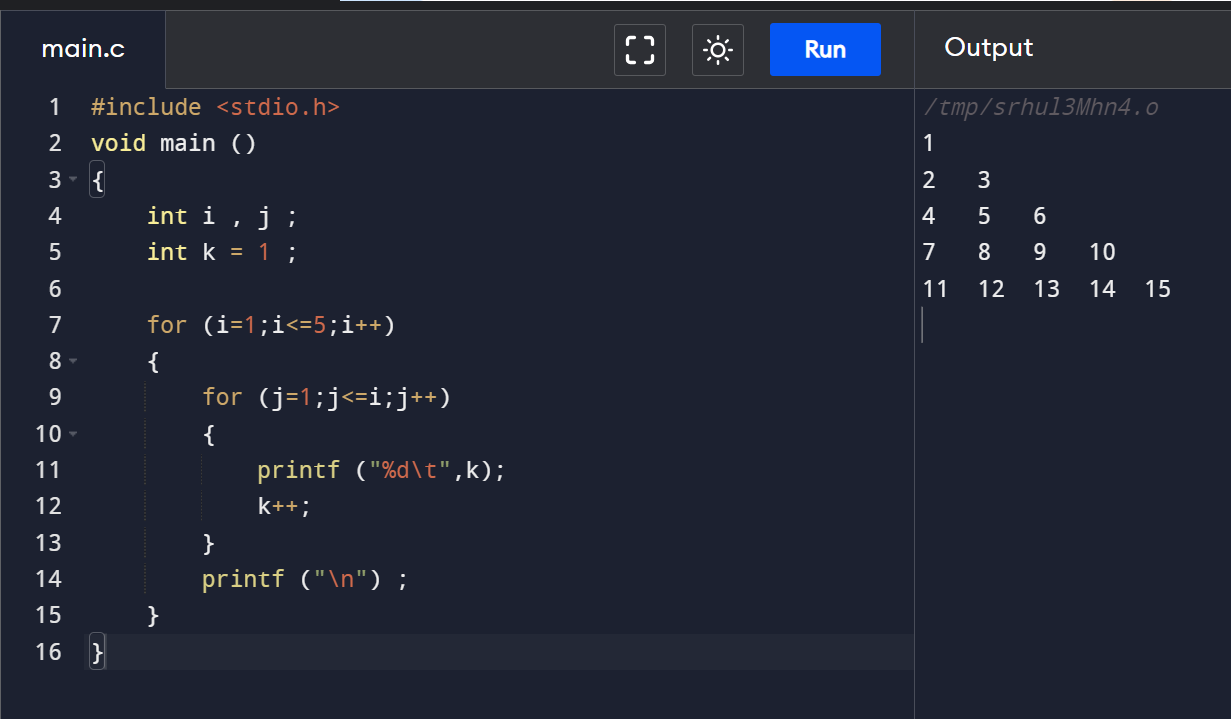 main.c
Run
Output
1 #include <stdio.h>
2 void main ()
3 {
4     int i , j ;
5     int k = 1 ;
6
7     for (i=1;i<=5;i++)
8     {
9         for (j=1;j<=i;j++)
10         {
11             printf ("%d\t",k);
12             k++;
13         }
14         printf ("\n") ;
15     }
16 }
/tmp/srhul3Mhn4.o
1
2 3
4 5 6
7 8 9 10
11 12 13 14 15